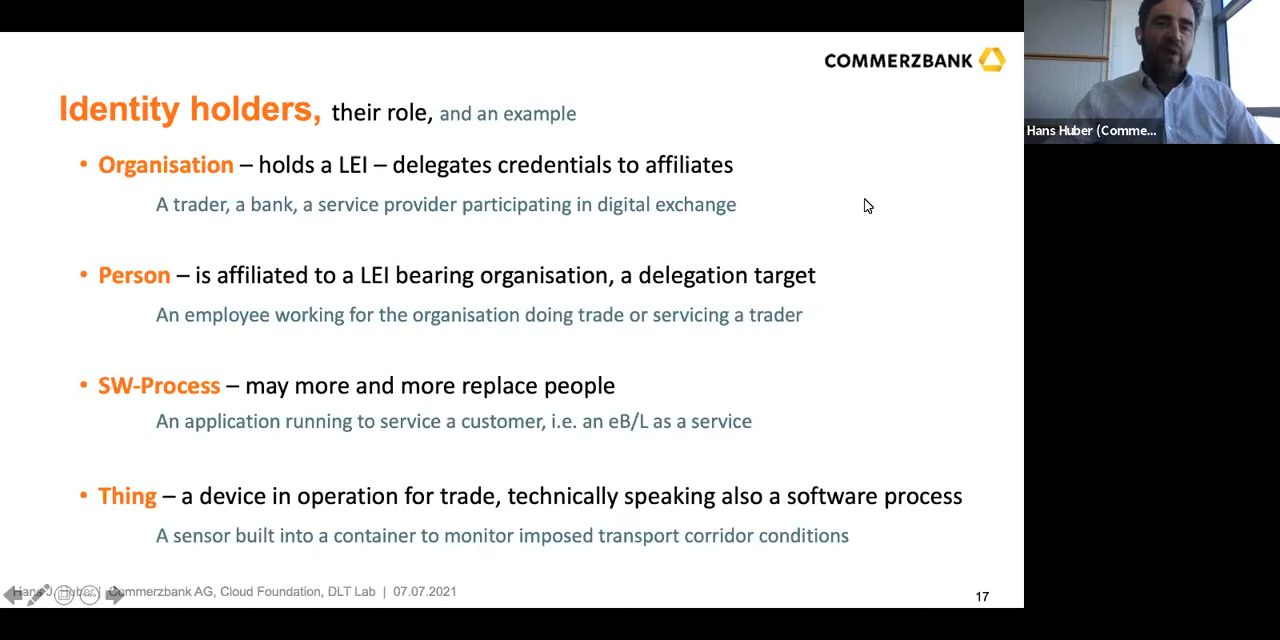 COMMERZBANK
Identity holders, their role, and an example
• Organisation – holds a LEI – delegates credentials to affiliates
A trader, a bank, a service provider participating in digital exchange
• Person – is affiliated to a LEI bearing organisation, a delegation target
An employee working for the organisation doing trade or servicing a trader
• SW-Process – may more and more replace people
An application running to service a customer, i.e. an eB/L as a service
• Thing – a device in operation for trade, technically speaking also a software process
A sensor built into a container to monitor imposed transport corridor conditions
Hans J. Huber | Commerzbank AG, Cloud Foundation, DLT Lab | 07.07.2021
17
Hans Huber (Comme...